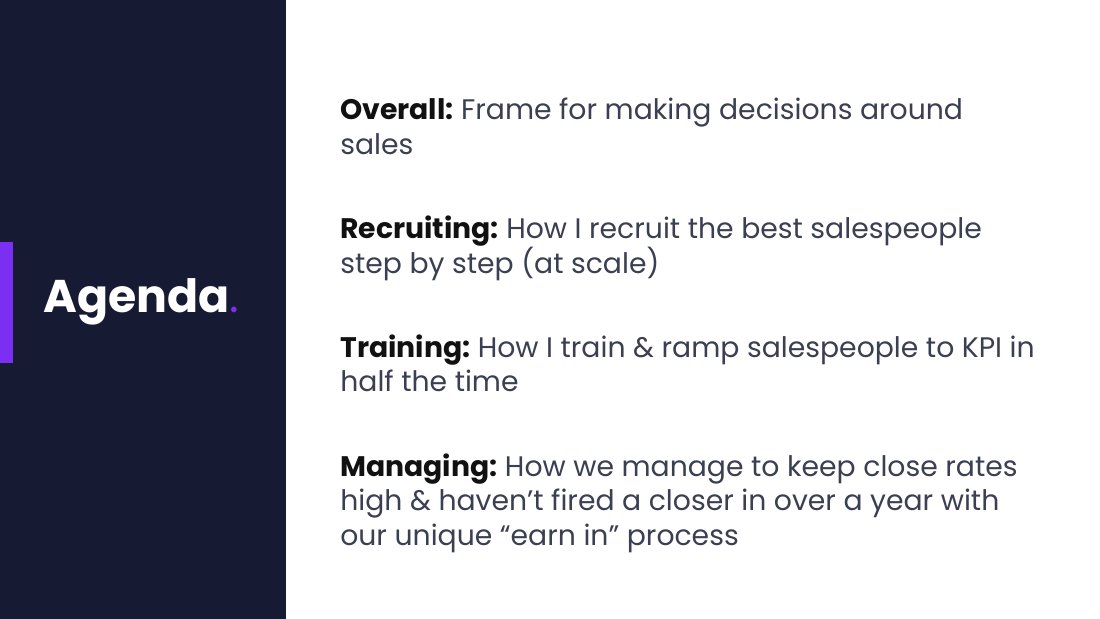 Agenda.
Overall: Frame for making decisions around
sales
Recruiting: How I recruit the best salespeople
step by step (at scale)
Training: How I train & ramp salespeople to KPI in
half the time
Managing: How we manage to keep close rates
high & haven’t fired a closer in over a year with
our unique “earn in” process